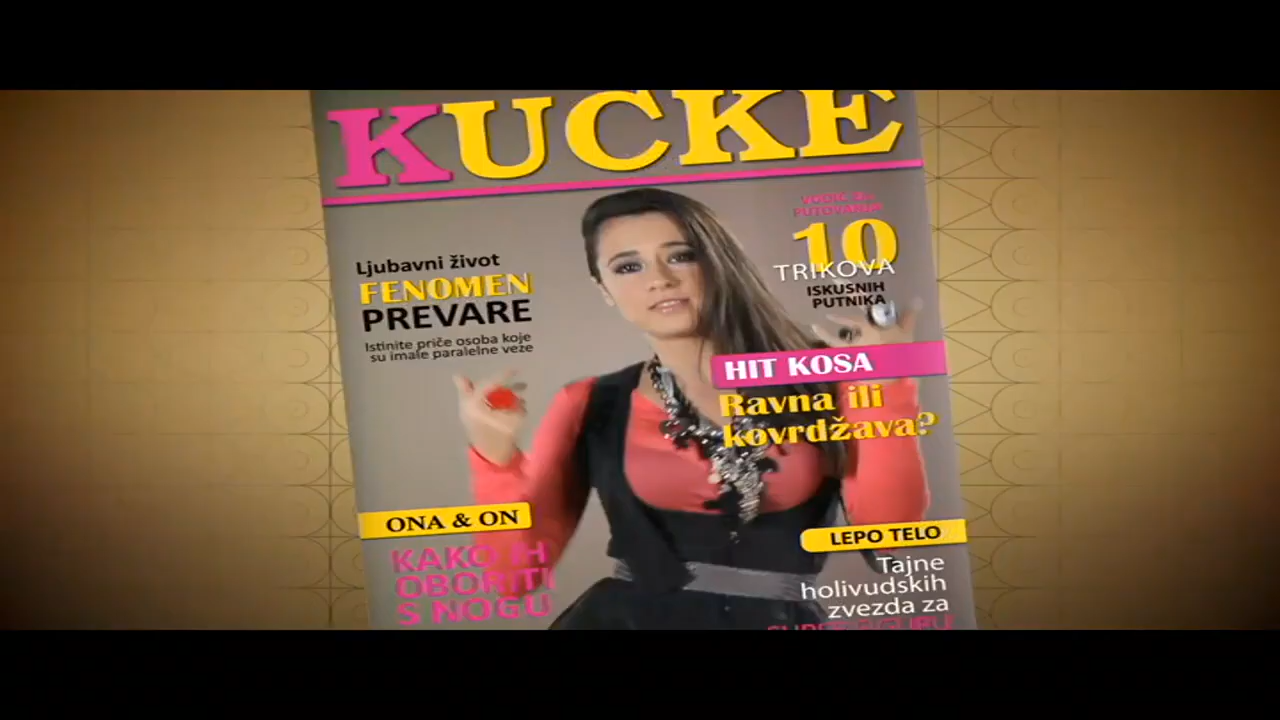 KUCKE
Ljubavni život
FENOMEN
PREVARE
Istinite priče osoba koje
su imale paralelne veze
VODIČ ZA
PUTOVANJA
10
TRIKOVA
ISKUSNIH
PUTNIKA
HIT KOSA
Ravna ili
kovrdžava?
ONA & ON
KAKO IH
OBORITI
S NOGU
LEPO TELO
Tajne
holivudskih
zvezda za